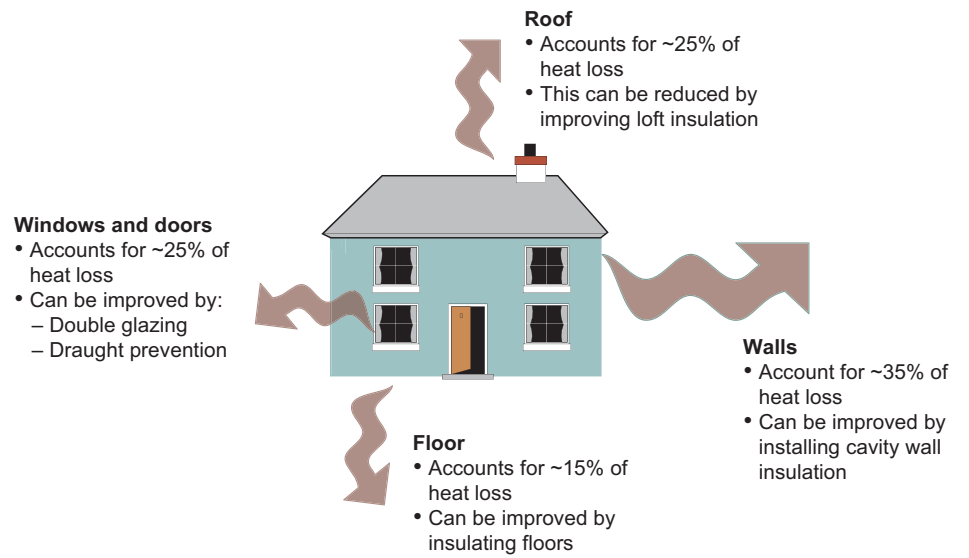 Roof
• Accounts for ~25% of
heat loss
• This can be reduced by
improving loft insulation
Windows and doors
• Accounts for ~25% of
heat loss
• Can be improved by:
– Double glazing
– Draught prevention
Walls
• Account for ~35% of
heat loss
• Can be improved by
installing cavity wall
insulation
Floor
• Accounts for ~15% of
heat loss
• Can be improved by
insulating floors